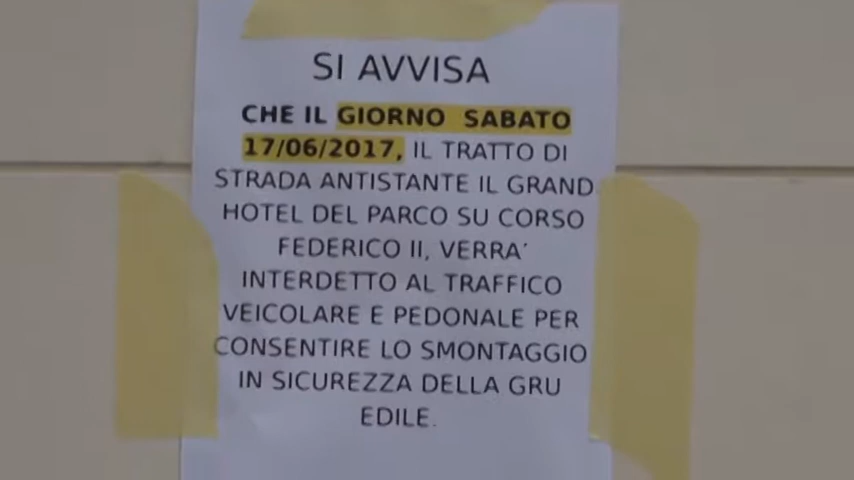 SI AVVISA
CHE IL GIORNO SABATO
17/06/2017, IL TRATTO DI
STRADA ANTISTANTE IL GRAND
HOTEL DEL PARCO SU CORSO
FEDERICO II, VERRA´
INTERDETTO AL TRAFFICO
VEICOLARE E PEDONALE PER
CONSENTIRE LO SMONTAGGIO
IN SICUREZZA DELLA GRU
EDILE.